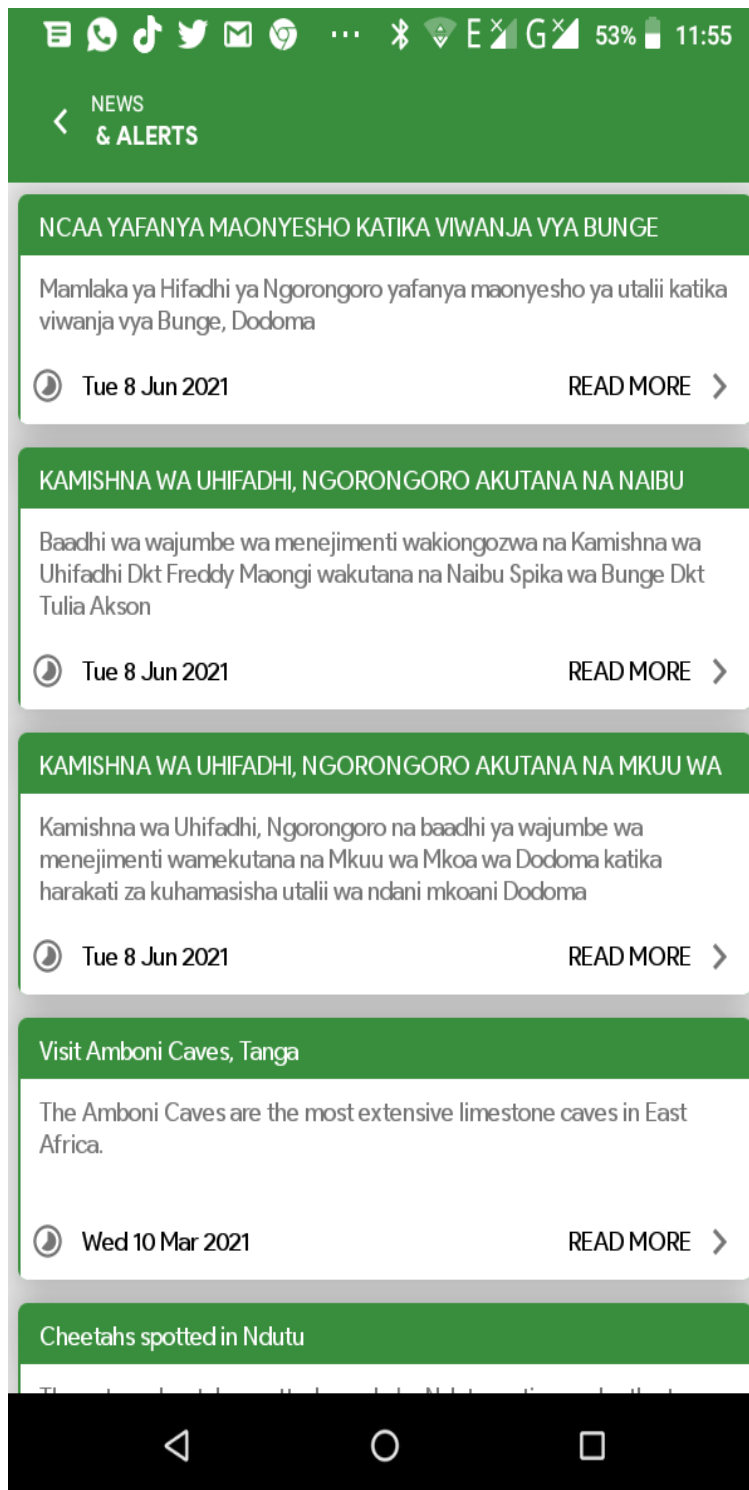 E G 53% 11:55
NEWS
& ALERTS
NCAA YAFANYA MAONYESHO KATIKA VIWANJA VYA BUNGE
Mamlaka ya Hifadhi ya Ngorongoro yafanya maonyesho ya utalii katika
viwanja vya Bunge, Dodoma
Tue 8 Jun 2021 READ MORE
KAMISHNA WA UHIFADHI, NGORONGORO AKUTANA NA NAIBU
Baadhi wa wajumbe wa menejimenti wakiongozwa na Kamishna wa
Uhifadhi Dkt Freddy Maongi wakutana na Naibu Spika wa Bunge Dkt
Tulia Akson
Tue 8 Jun 2021 READ MORE
KAMISHNA WA UHIFADHI, NGORONGORO AKUTANA NA MKUU WA
Kamishna wa Uhifadhi, Ngorongoro na baadhi ya wajumbe wa
menejimenti wamekutana na Mkuu wa Mkoa wa Dodoma katika
harakati za kuhamasisha utalii wa ndani mkoani Dodoma
Tue 8 Jun 2021 READ MORE
Visit Amboni Caves, Tanga
The Amboni Caves are the most extensive limestone caves in East
Africa.
Wed 10 Mar 2021 READ MORE
Cheetahs spotted in Ndutu